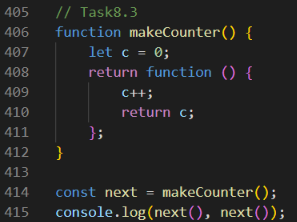 405 // Task8.3
406 function makeCounter() {
407     let c = 0;
408     return function () {
409         c++;
410         return c;
411     };
412 }
413
414 const next = makeCounter();
415 console.log(next(), next());